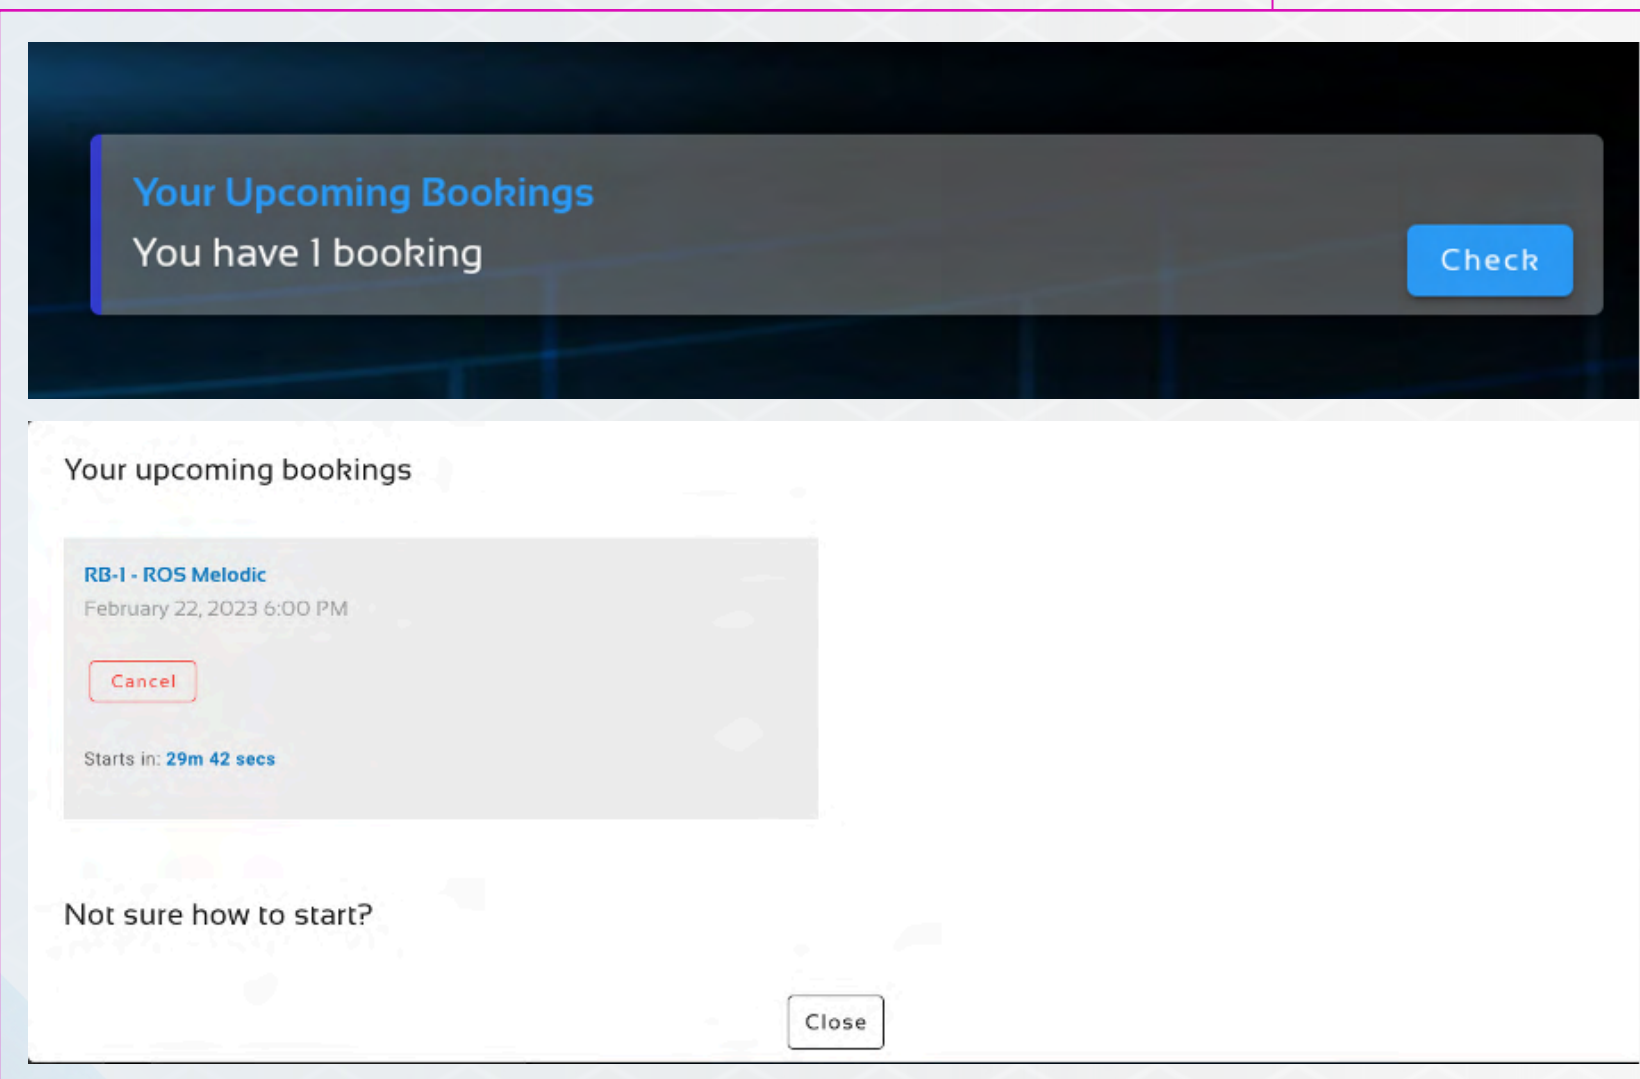 Your Upcoming Bookings
You have 1 booking
Check
Your upcoming bookings
RB-1 - ROS Melodic
February 22, 2023 6:00 PM
Cancel
Starts in: 29m 42 secs
Not sure how to start?
Close